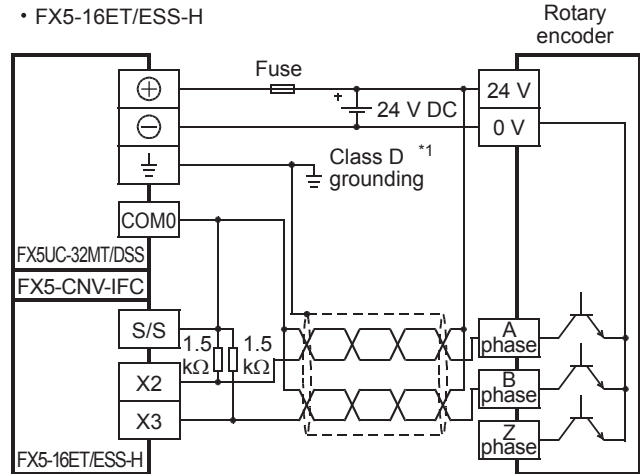 • FX5-16ET/ESS-H
Rotary
encoder
Fuse
24 V
+
24 V DC
0 V
Class D *1
grounding
COM0
FX5UC-32MT/DSS
FX5-CNV-IFC
S/S
1.5
kΩ
1.5
kΩ
A
phase
X2
B
phase
X3
Z
phase
FX5-16ET/ESS-H